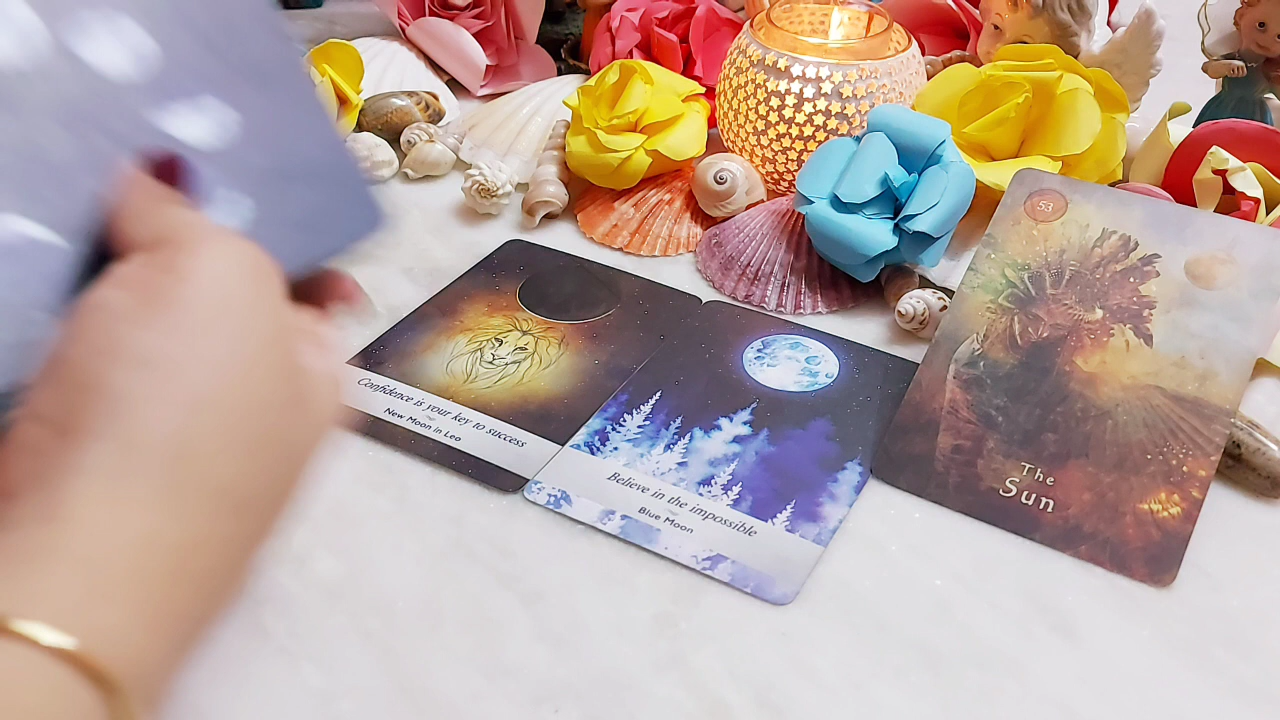 Confidence is your key to success
New Moon in Leo
Believe in the impossible
Blue Moon
53
The
Sun